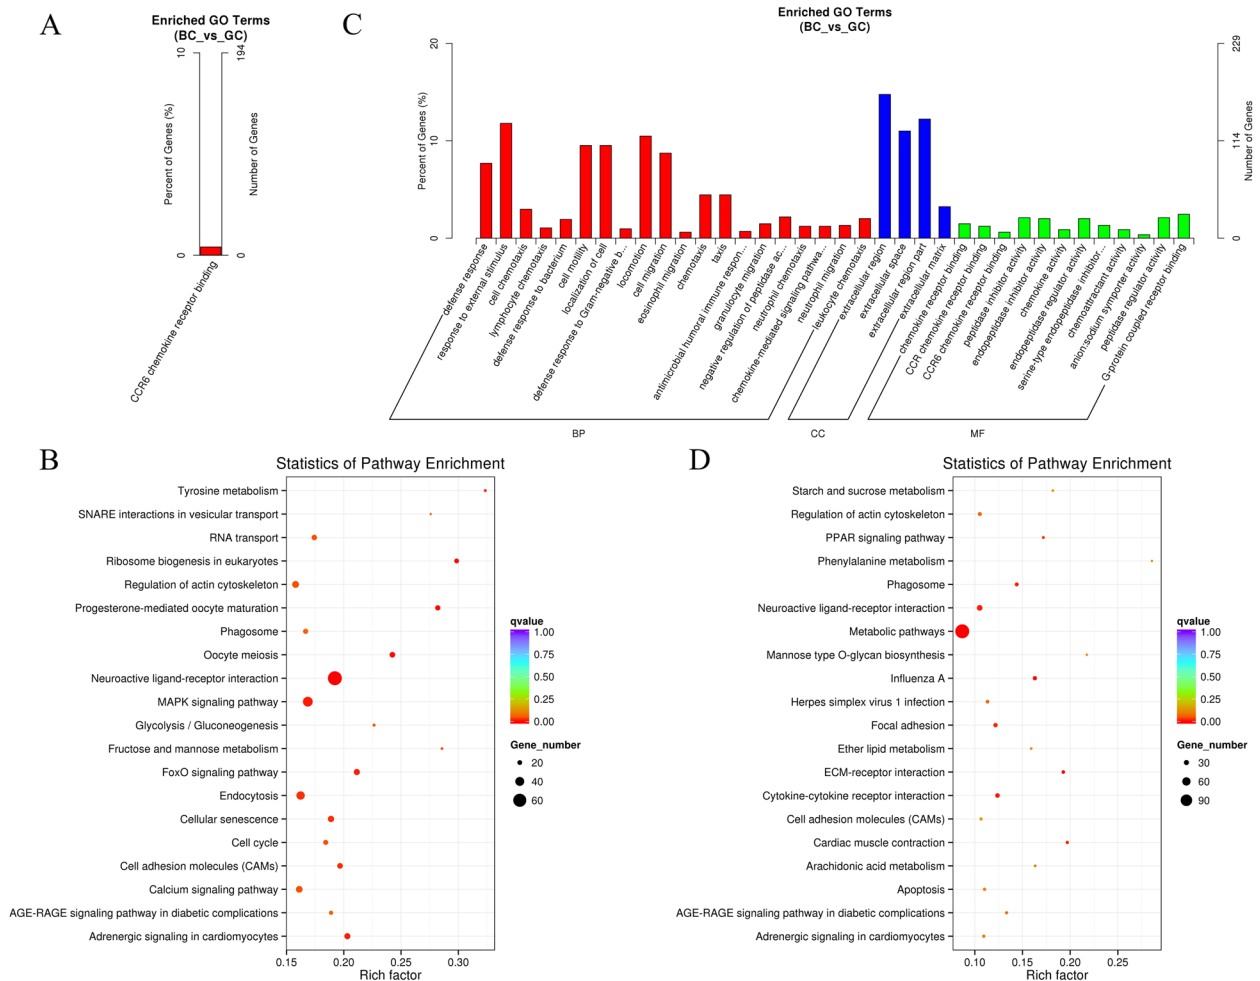 A
Enriched GO Terms
(BC_vs_GC)
10
194
Percent of Genes (%)
Number of Genes
0
0
CCR6 chemokine receptor binding
C
Enriched GO Terms
(BC_vs_GC)
20
229
10
114
0
0
Percent of Genes (%)
Number of Genes
defense response
response to external stimulus
cell chemotaxis
lymphocyte chemotaxis
defense response to bacterium
cell motility
localization of cell
defense response to Gram-negative b...
locomotion
cell migration
eosinophil migration
chemotaxis
taxis
antimicrobial humoral immune respon...
granulocyte migration
negative regulation of peptidase ac...
neutrophil chemotaxis
chemokine-mediated signaling pathwa...
neutrophil migration
leukocyte chemotaxis
extracellular region
extracellular space
extracellular region part
extracellular matrix
chemokine receptor binding
CCR chemokine receptor binding
CCR6 chemokine receptor binding
peptidase inhibitor activity
endopeptidase inhibitor activity
chemokine activity
endopeptidase regulator activity
serine-type endopeptidase inhibitor...
chemoattractant activity
anion:sodium symporter activity
peptidase regulator activity
G-protein coupled receptor binding
BP
CC
MF
B
Statistics of Pathway Enrichment
Tyrosine metabolism
SNARE interactions in vesicular transport
RNA transport
Ribosome biogenesis in eukaryotes
Regulation of actin cytoskeleton
Progesterone-mediated oocyte maturation
Phagosome
Oocyte meiosis
Neuroactive ligand-receptor interaction
MAPK signaling pathway
Glycolysis / Gluconeogenesis
Fructose and mannose metabolism
FoxO signaling pathway
Endocytosis
Cellular senescence
Cell cycle
Cell adhesion molecules (CAMs)
Calcium signaling pathway
AGE-RAGE signaling pathway in diabetic complications
Adrenergic signaling in cardiomyocytes
0.15 0.20 0.25 0.30
Rich factor
qvalue
1.00
0.75
0.50
0.25
0.00
Gene_number
20
40
60
D
Statistics of Pathway Enrichment
Starch and sucrose metabolism
Regulation of actin cytoskeleton
PPAR signaling pathway
Phenylalanine metabolism
Phagosome
Neuroactive ligand-receptor interaction
Metabolic pathways
Mannose type O-glycan biosynthesis
Influenza A
Herpes simplex virus 1 infection
Focal adhesion
Ether lipid metabolism
ECM-receptor interaction
Cytokine-cytokine receptor interaction
Cell adhesion molecules (CAMs)
Cardiac muscle contraction
Arachidonic acid metabolism
Apoptosis
AGE-RAGE signaling pathway in diabetic complications
Adrenergic signaling in cardiomyocytes
0.10 0.15 0.20 0.25
Rich factor
qvalue
1.00
0.75
0.50
0.25
0.00
Gene_number
30
60
90